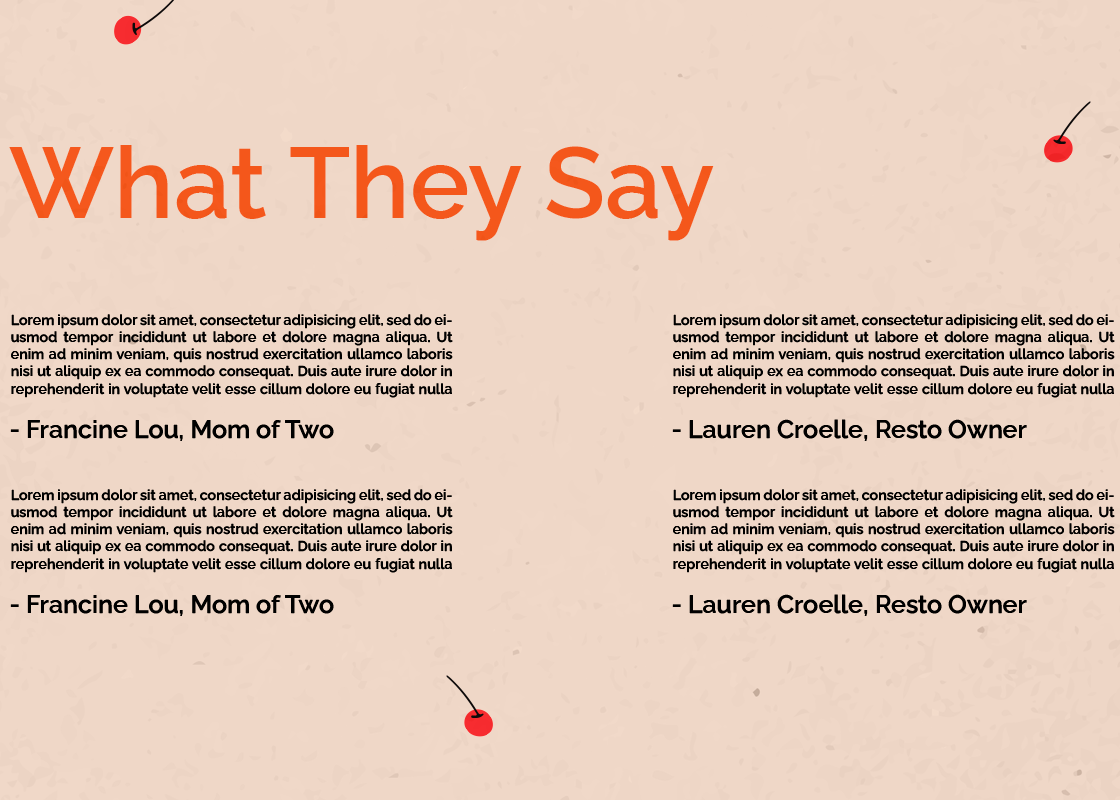 What They Say
Lorem ipsum dolor sit amet, consectetur adipisicing elit, sed do ei-
usmod tempor incididunt ut labore et dolore magna aliqua. Ut
enim ad minim veniam, quis nostrud exercitation ullamco laboris
nisi ut aliquip ex ea commodo consequat. Duis aute irure dolor in
reprehenderit in voluptate velit esse cillum dolore eu fugiat nulla
- Francine Lou, Mom of Two
Lorem ipsum dolor sit amet, consectetur adipisicing elit, sed do ei-
usmod tempor incididunt ut labore et dolore magna aliqua. Ut
enim ad minim veniam, quis nostrud exercitation ullamco laboris
nisi ut aliquip ex ea commodo consequat. Duis aute irure dolor in
reprehenderit in voluptate velit esse cillum dolore eu fugiat nulla
- Lauren Croelle, Resto Owner
Lorem ipsum dolor sit amet, consectetur adipisicing elit, sed do ei-
usmod tempor incididunt ut labore et dolore magna aliqua. Ut
enim ad minim veniam, quis nostrud exercitation ullamco laboris
nisi ut aliquip ex ea commodo consequat. Duis aute irure dolor in
reprehenderit in voluptate velit esse cillum dolore eu fugiat nulla
- Francine Lou, Mom of Two
Lorem ipsum dolor sit amet, consectetur adipisicing elit, sed do ei-
usmod tempor incididunt ut labore et dolore magna aliqua. Ut
enim ad minim veniam, quis nostrud exercitation ullamco laboris
nisi ut aliquip ex ea commodo consequat. Duis aute irure dolor in
reprehenderit in voluptate velit esse cillum dolore eu fugiat nulla
- Lauren Croelle, Resto Owner